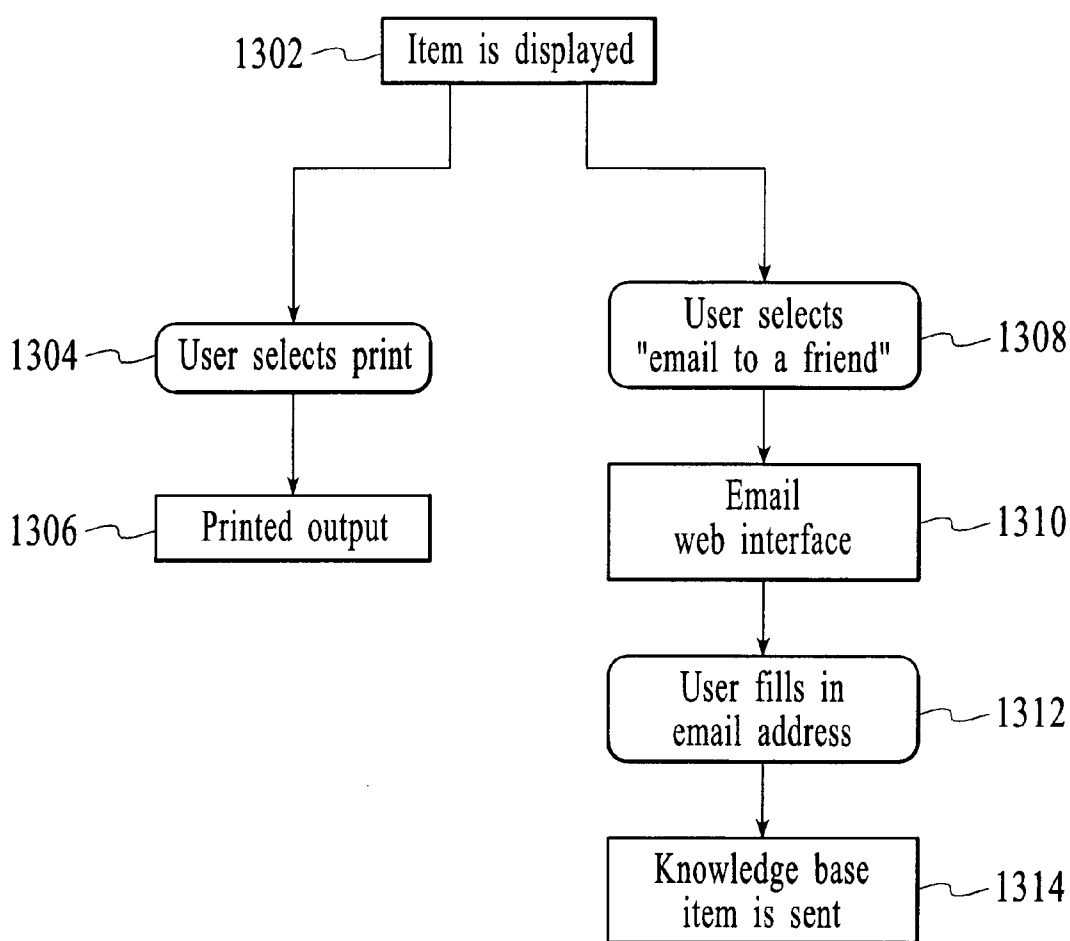 1302
Item is displayed
1304
User selects print
1306
Printed output
User selects
"email to a friend"
1308
Email
web interface
1310
User fills in
email address
1312
Knowledge base
item is sent
1314